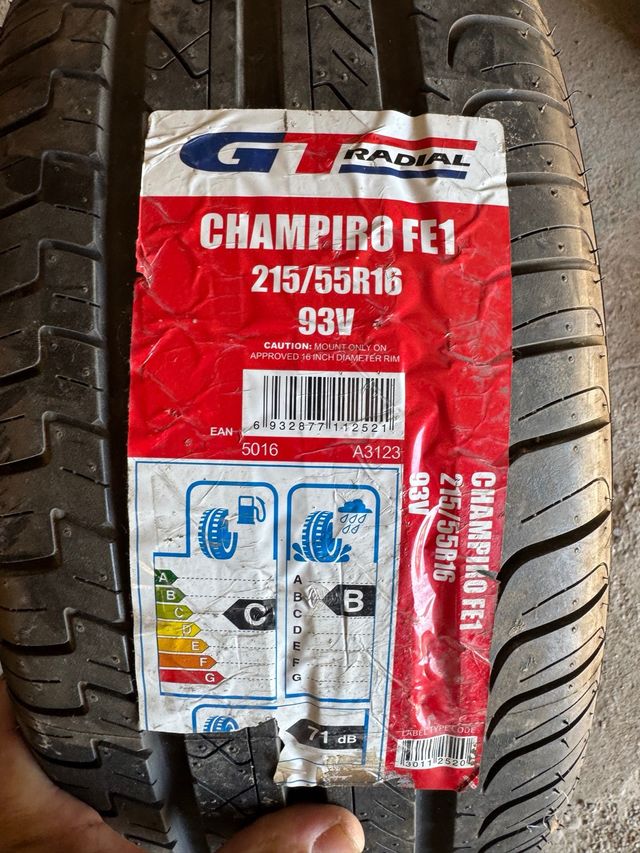 GT RADIAL
CHAMPIRO FE1
215/55R16
93V
CAUTION: MOUNT ONLY ON
APPROVED 16 INCH DIAMETER RIM
EAN
6 932877 112521
5016 A3123
A
B
C
D
E
F
G
C
A
B
C
D
E
F
G
B
71 dB
CHAMPIRO FE1
215/55R16
93V
LABEL TYPE CODE
30112520